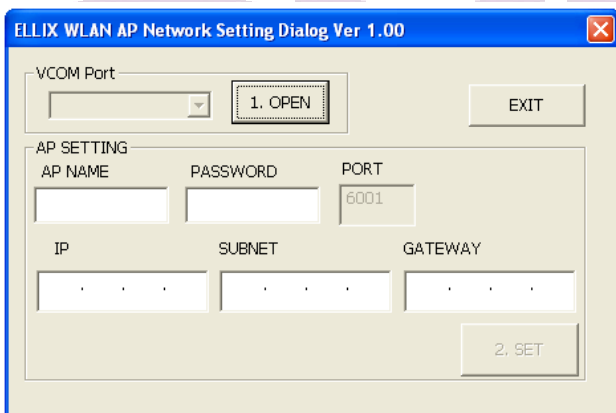 ELLIX WLAN AP Network Setting Dialog Ver 1.00
VCOM Port
1. OPEN
EXIT
AP SETTING
AP NAME PASSWORD PORT
6001
IP SUBNET GATEWAY
. . . . . . . . .
2. SET